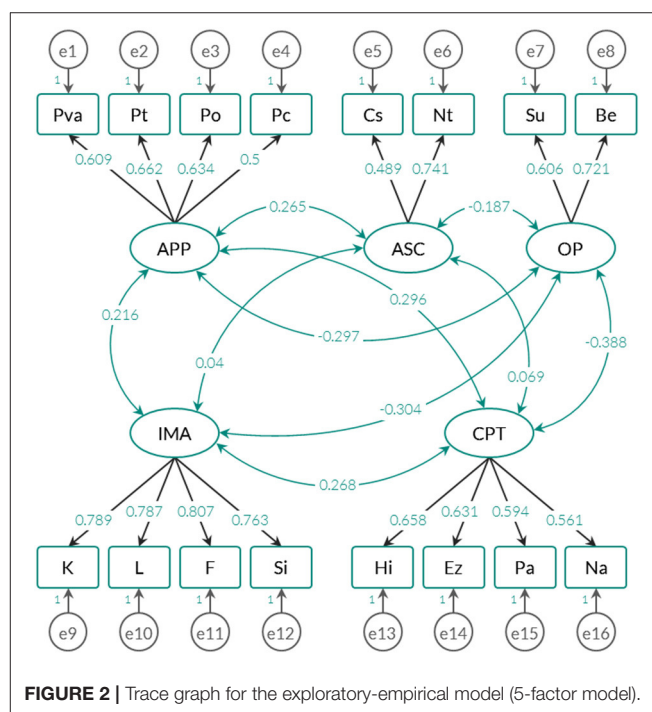 e1 e2 e3 e4 e5 e6 e7 e8
1 1 1 1 1 1 1 1
Pva Pt Po Pc Cs Nt Su Be
0.609 0.662 0.634 0.5 0.489 0.741 0.606 0.721
0.265 -0.187
APP ASC OP
0.216 0.296 -0.297 -0.388
0.04 0.069
-0.304
IMA CPT
0.268
0.789 0.787 0.807 0.763 0.658 0.631 0.594 0.561
K L F Si Hi Ez Pa Na
1 1 1 1 1 1 1 1
e9 e10 e11 e12 e13 e14 e15 e16
FIGURE 2 | Trace graph for the exploratory-empirical model (5-factor model).